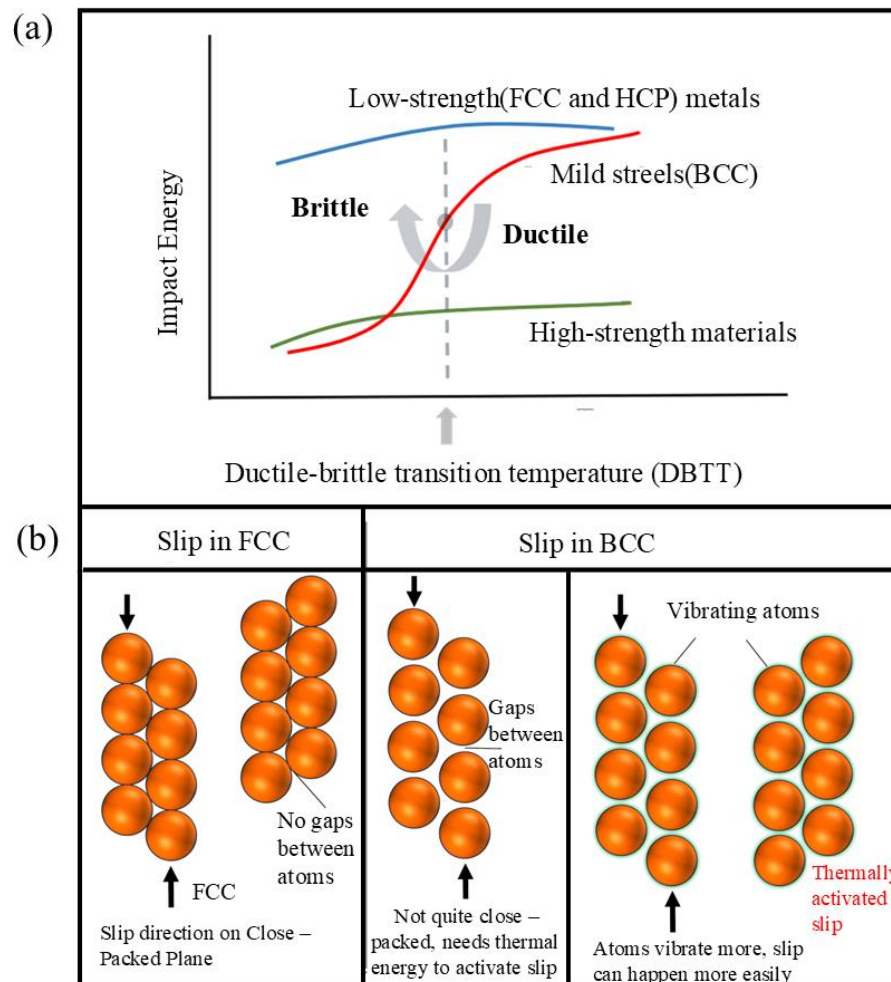 (a)
Low-strength(FCC and HCP) metals
Mild streels(BCC)
Brittle
Ductile
Impact Energy
High-strength materials
Ductile-brittle transition temperature (DBTT)
(b)
Slip in FCC
Slip in BCC
No gaps
between
atoms
FCC
Slip direction on Close –
Packed Plane
Gaps
between
atoms
Not quite close –
packed, needs thermal
energy to activate slip
Vibrating atoms
Thermally
activated
slip
Atoms vibrate more, slip
can happen more easily